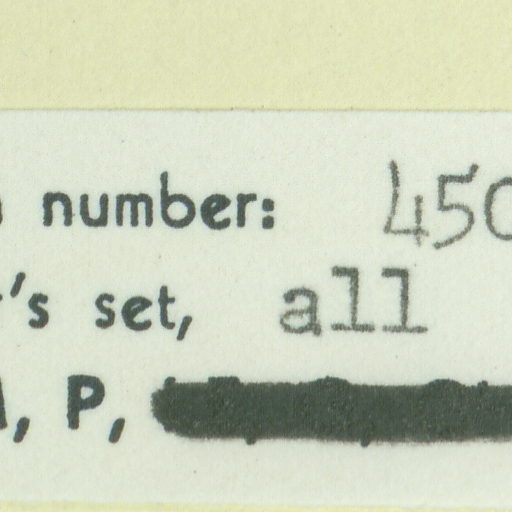 number: 450
's set, all
, P,